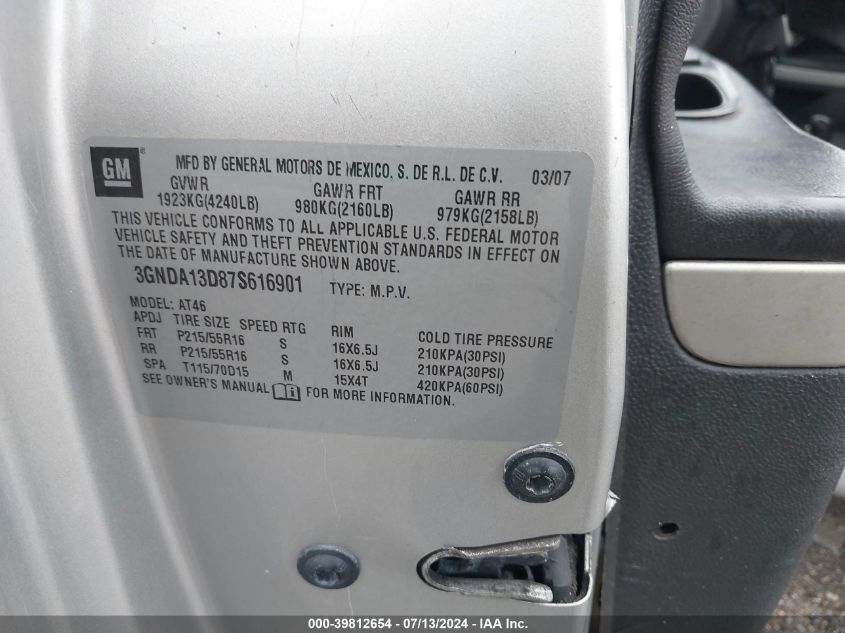 GM
MFD BY GENERAL MOTORS DE MEXICO, S. DE R.L. DE C.V. 03/07
GVWR GAWR FRT GAWR RR
1923KG(4240LB) 980KG(2160LB) 979KG(2158LB)
THIS VEHICLE CONFORMS TO ALL APPLICABLE U.S. FEDERAL MOTOR
VEHICLE SAFETY AND THEFT PREVENTION STANDARDS IN EFFECT ON
THE DATE OF MANUFACTURE SHOWN ABOVE.
3GNDA13D87S616901 TYPE: M.P.V.
MODEL: AT46
APDJ TIRE SIZE SPEED RTG RIM COLD TIRE PRESSURE
FRT P215/55R16 S 16X6.5J 210KPA(30PSI)
RR P215/55R16 S 16X6.5J 210KPA(30PSI)
SPA T115/70D15 M 15X4T 420KPA(60PSI)
SEE OWNER'S MANUAL FOR MORE INFORMATION.
000-39812654 - 07/13/2024 - IAAI.com